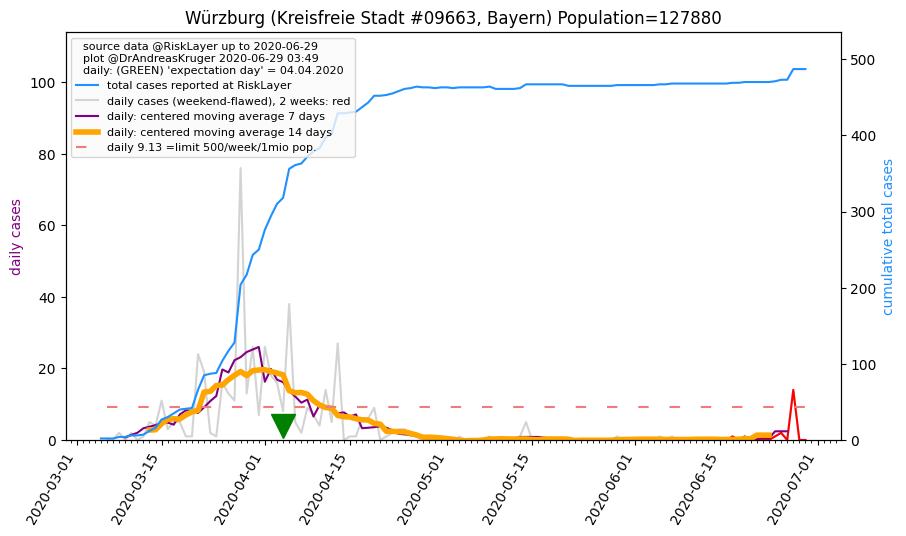 Würzburg (Kreisfreie Stadt #09663, Bayern) Population=127880
source data @RiskLayer up to 2020-06-29
plot @DrAndreasKruger 2020-06-29 03:49
daily: (GREEN) 'expectation day' = 04.04.2020
total cases reported at RiskLayer
daily cases (weekend-flawed), 2 weeks: red
daily: centered moving average 7 days
daily: centered moving average 14 days
daily 9.13 =limit 500/week/1mio pop.
daily cases
100
80
60
40
20
0
cumulative total cases
500
400
300
200
100
0
2020-03-01
2020-03-15
2020-04-01
2020-04-15
2020-05-01
2020-05-15
2020-06-01
2020-06-15
2020-07-01